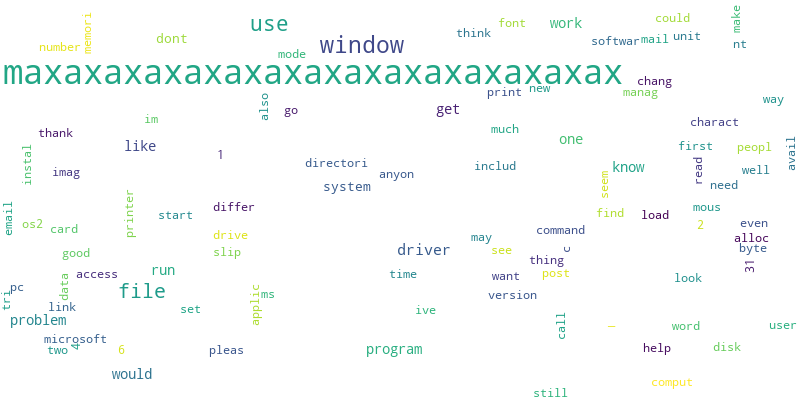 could
make
font
use
work
memori
dont
think
softwar
mail
unit
number
window
nt
mode
maxaxaxaxaxaxaxaxaxaxaxaxaxaxax
chang
print
new
manag
way
also
go
get
im
charact
thank
much
one
like
first
peopl
avail
instal
1
directori
includ
know
read
well
imag
anyon
seem
need
system
printer
email
differ
mous
start
find
load
os2
card
2
even
command
drive
may
alloc
driver
see
c
byte
good
slip
thing
31
run
access
time
want
post
look
data
pc
file
ms
version
tri
applic
link
set
ive
problem
call
word
user
microsoft
4
two
6
pleas
program
help
disk
would
comput
still